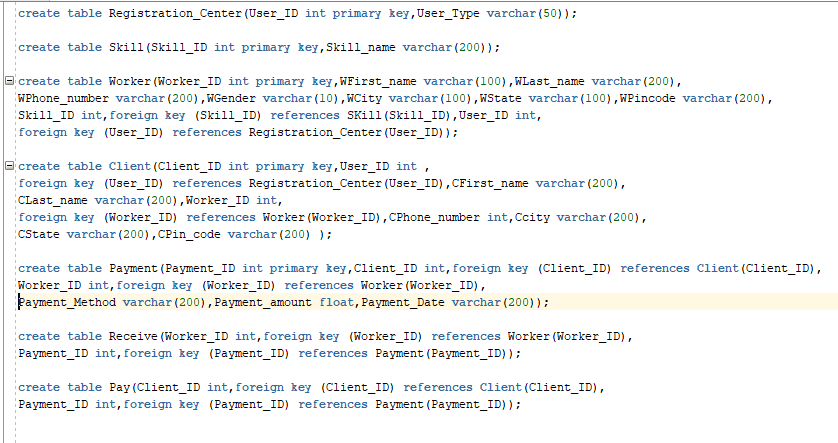 create table Registration_Center(User_ID int primary key,User_Type varchar(50));
create table Skill(Skill_ID int primary key,Skill_name varchar(200));
create table Worker(Worker_ID int primary key,WFirst_name varchar(100),WLast_name varchar(200),
WPhone_number varchar(200),WGender varchar(10),WCity varchar(100),WState varchar(100),WPincode varchar(200),
Skill_ID int,foreign key (Skill_ID) references SKill(Skill_ID),User_ID int,
foreign key (User_ID) references Registration_Center(User_ID));
create table Client(Client_ID int primary key,User_ID int ,
foreign key (User_ID) references Registration_Center(User_ID),CFirst_name varchar(200),
CLast_name varchar(200),Worker_ID int,
foreign key (Worker_ID) references Worker(Worker_ID),CPhone_number int,Ccity varchar(200),
CState varchar(200),CPin_code varchar(200) );
create table Payment(Payment_ID int primary key,Client_ID int,foreign key (Client_ID) references Client(Client_ID),
Worker_ID int,foreign key (Worker_ID) references Worker(Worker_ID),
Payment_Method varchar(200),Payment_amount float,Payment_Date varchar(200));
create table Receive(Worker_ID int,foreign key (Worker_ID) references Worker(Worker_ID),
Payment_ID int,foreign key (Payment_ID) references Payment(Payment_ID));
create table Pay(Client_ID int,foreign key (Client_ID) references Client(Client_ID),
Payment_ID int,foreign key (Payment_ID) references Payment(Payment_ID));